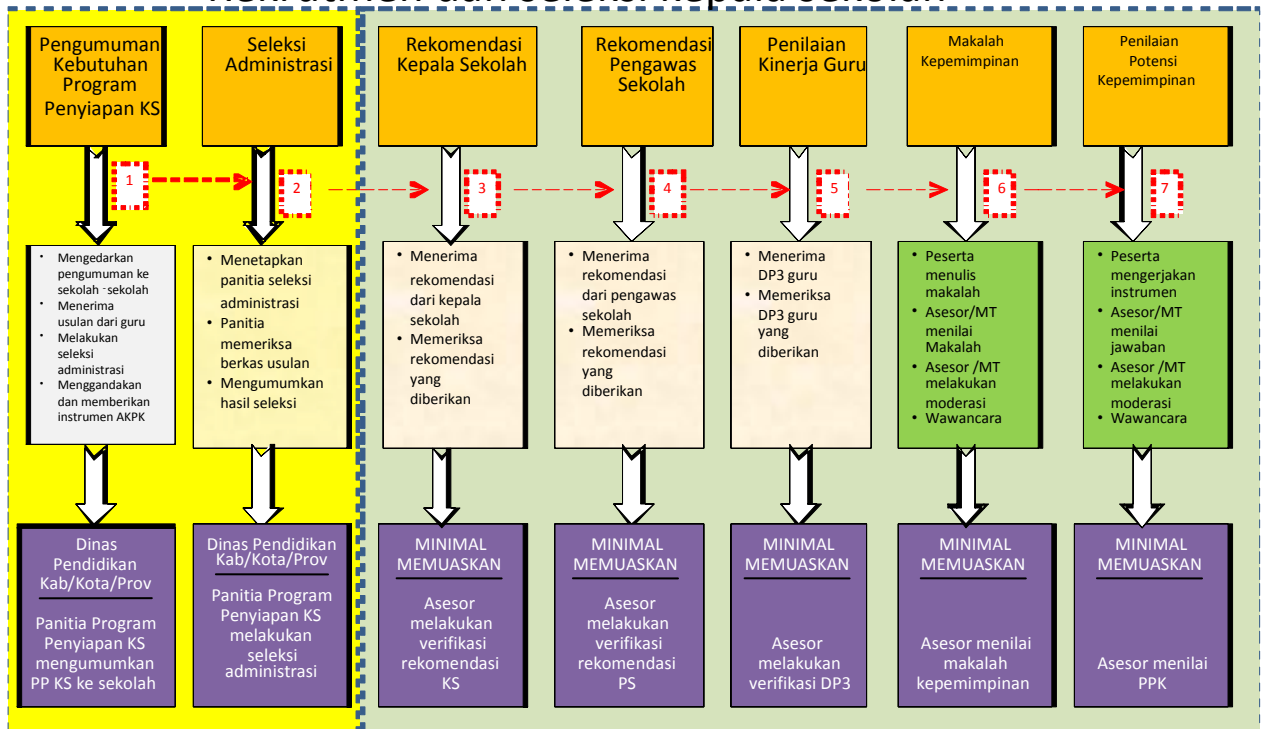 Rekrutmen dan seleksi kepala sekolah
Pengumuman
Kebutuhan
Program
Penyiapan KS
Seleksi
Administrasi
Rekomendasi
Kepala Sekolah
Rekomendasi
Pengawas
Sekolah
Penilaian
Kinerja Guru
Makalah
Kepemimpinan
Penilaian
Potensi
Kepemimpinan
1
2
3
4
5
6
7
• Mengedarkan
pengumuman ke
sekolah -sekolah
• Menerima
usulan dari guru
• Melakukan
seleksi
administrasi
• Menggandakan
dan memberikan
instrumen AKPK
• Menetapkan
panitia seleksi
administrasi
• Panitia
memeriksa
berkas usulan
• Mengumumkan
hasil seleksi
• Menerima
rekomendasi
dari kepala
sekolah
• Memeriksa
rekomendasi
yang
diberikan
• Menerima
rekomendasi
dari pengawas
sekolah
• Memeriksa
rekomendasi
yang
diberikan
• Menerima
DP3 guru
• Memeriksa
DP3 guru
yang
diberikan
• Peserta
menulis
makalah
• Asesor/MT
menilai
Makalah
• Asesor /MT
melakukan
moderasi
• Wawancara
• Peserta
mengerjakan
instrumen
• Asesor/MT
menilai
jawaban
• Asesor /MT
melakukan
moderasi
• Wawancara
Dinas
Pendidikan
Kab/Kota/Prov
Panitia Program
Penyiapan KS
mengumumkan
PP KS ke sekolah
Dinas Pendidikan
Kab/Kota/Prov
Panitia Program
Penyiapan KS
melakukan
seleksi
administrasi
MINIMAL
MEMUASKAN
Asesor
melakukan
verifikasi
rekomendasi
KS
MINIMAL
MEMUASKAN
Asesor
melakukan
verifikasi
rekomendasi
PS
MINIMAL
MEMUASKAN
Asesor
melakukan
verifikasi DP3
MINIMAL
MEMUASKAN
Asesor menilai
makalah
kepemimpinan
MINIMAL
MEMUASKAN
Asesor menilai
PPK